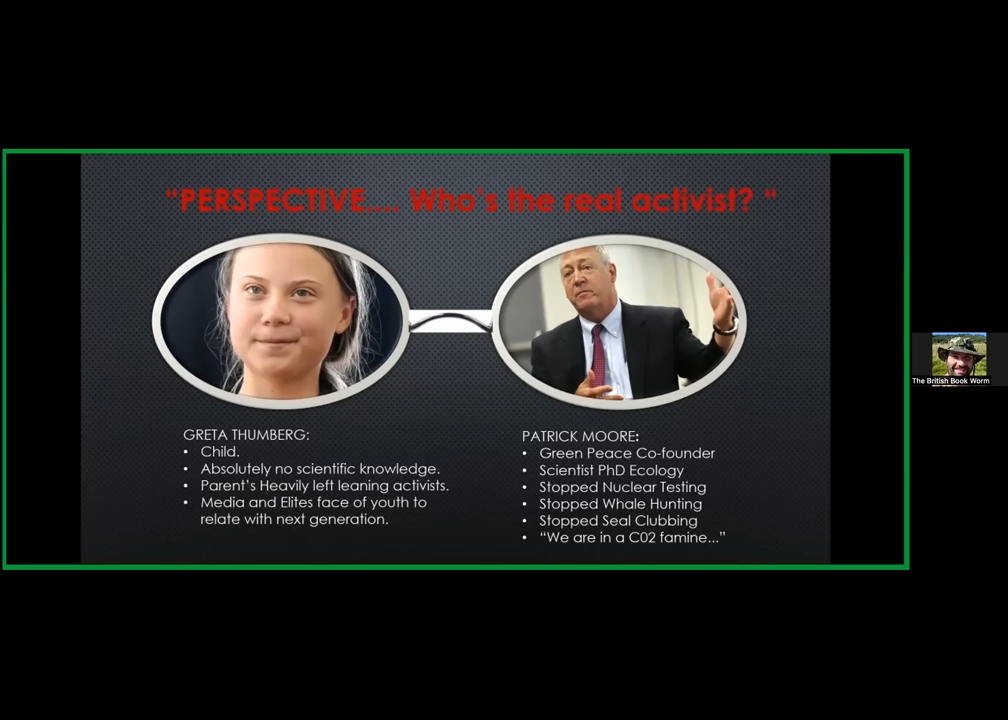 “PERSPECTIVE.... Who's the real activist? “
GRETA THUMBERG:
• Child.
• Absolutely no scientific knowledge.
• Parent's Heavily left leaning activists.
• Media and Elites face of youth to
relate with next generation.
PATRICK MOORE:
• Green Peace Co-founder
• Scientist PhD Ecology
• Stopped Nuclear Testing
• Stopped Whale Hunting
• Stopped Seal Clubbing
• “We are in a C02 famine...”
The British Book Worm